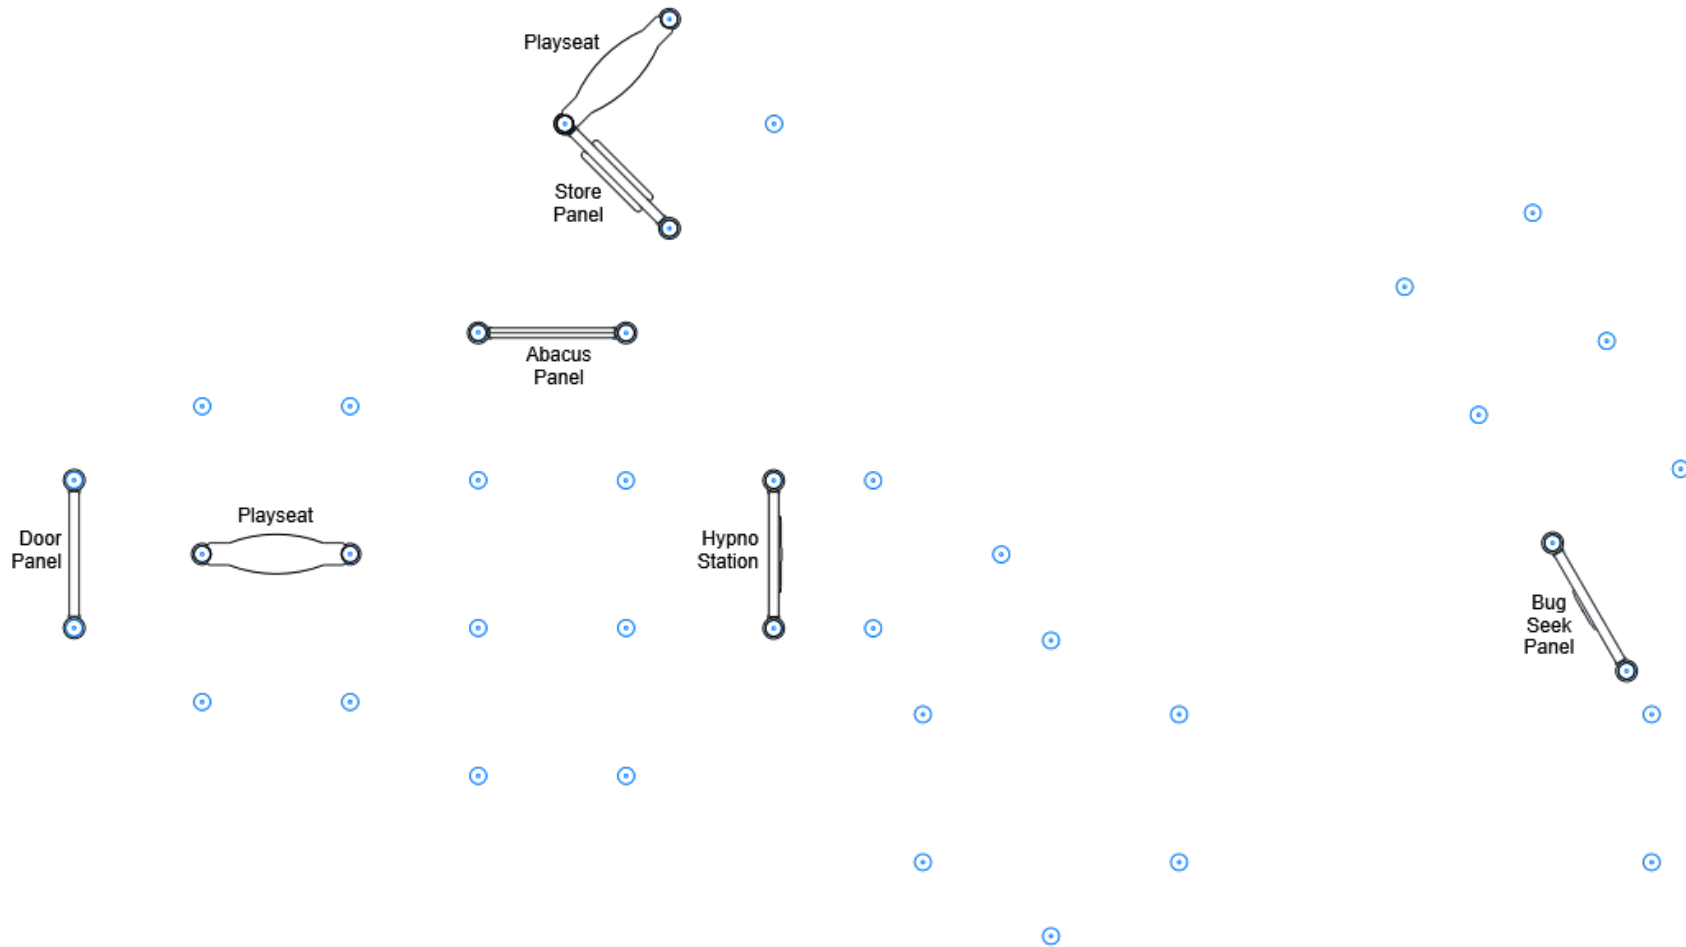 Playseat
Store
Panel
Abacus
Panel
Playseat
Door
Panel
Hypno
Station
Bug
Seek
Panel